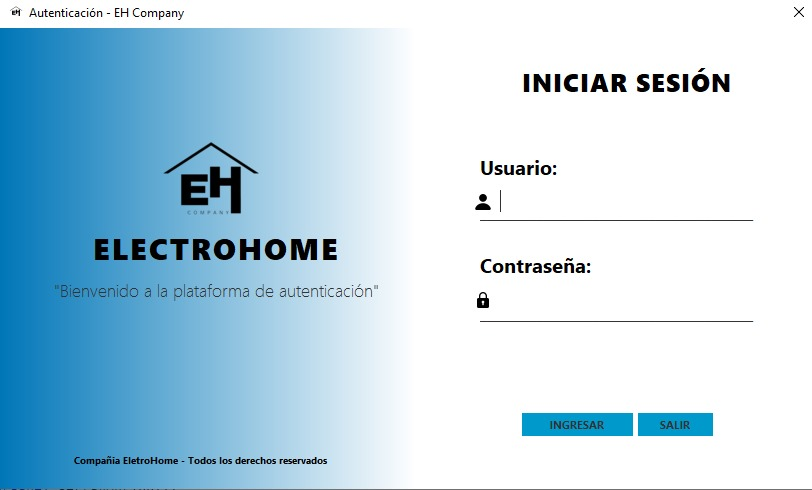 Autenticación - EH Company
INICIAR SESIÓN
Usuario:
Contraseña:
INGRESAR
SALIR
EH
COMPANY
ELECTROHOME
"Bienvenido a la plataforma de autenticación"
Compañia EletroHome - Todos los derechos reservados